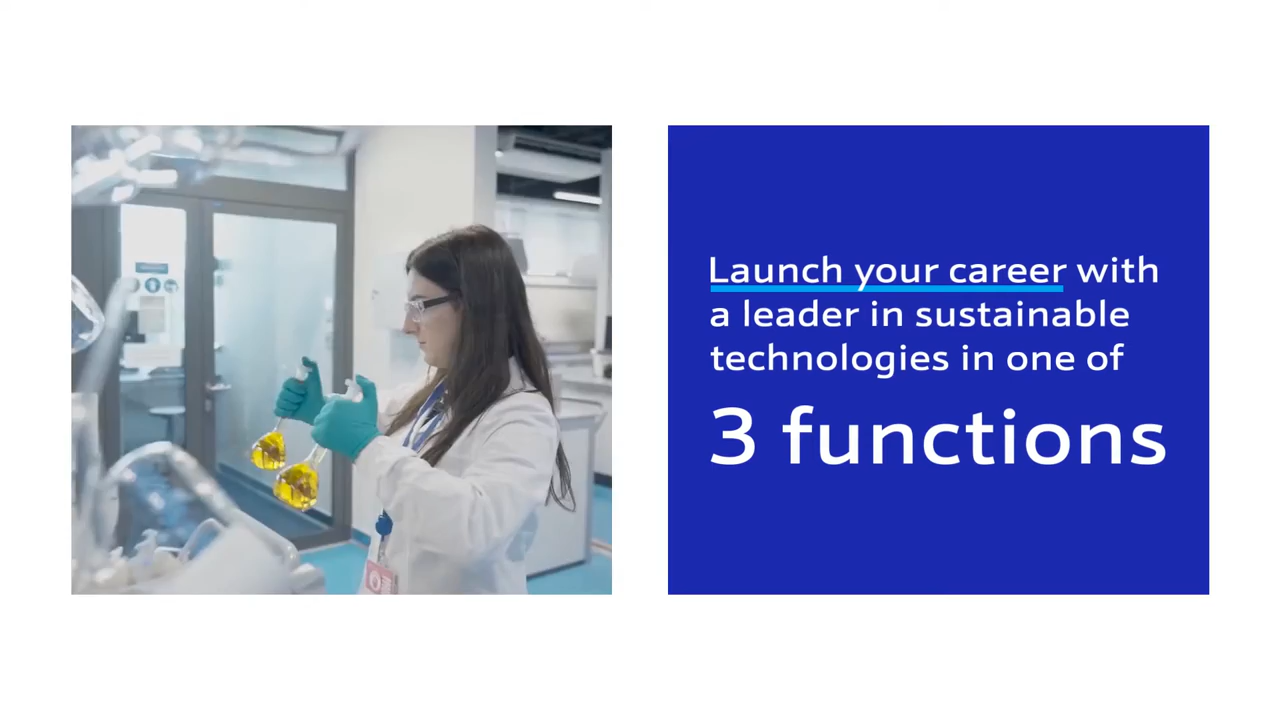 Launch your career with
a leader in sustainable
technologies in one of
3 functions